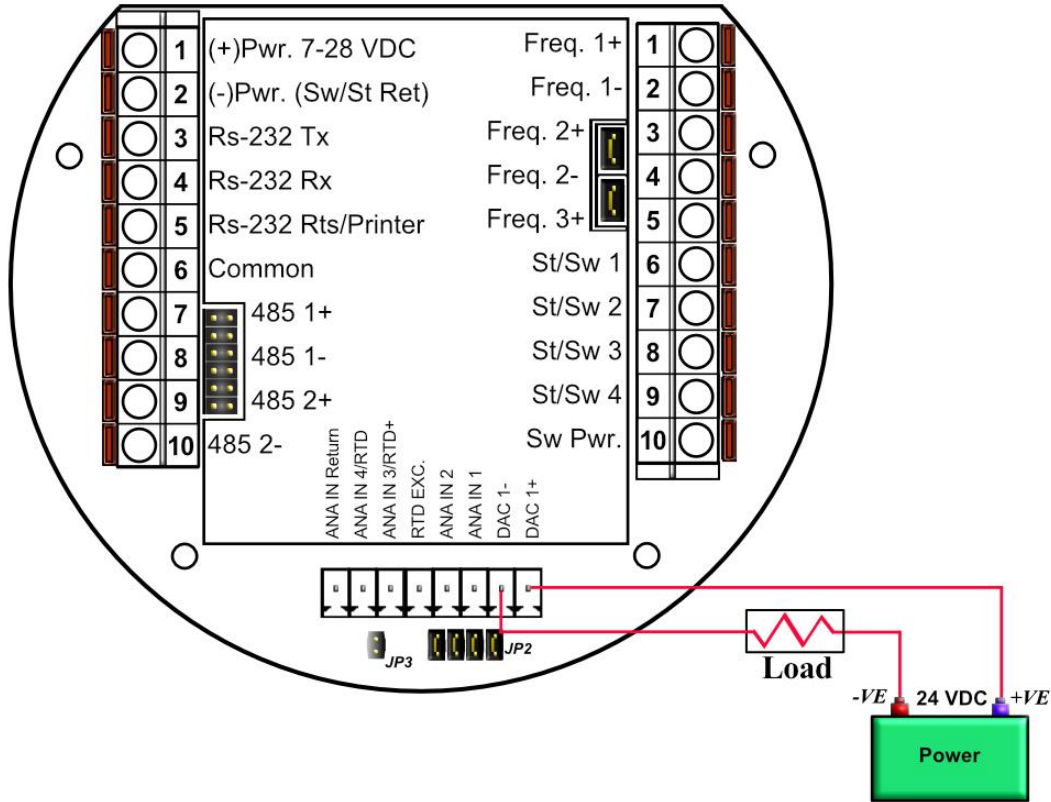 1 (+)Pwr. 7-28 VDC
2 (-)Pwr. (Sw/St Ret)
3 Rs-232 Tx
4 Rs-232 Rx
5 Rs-232 Rts/Printer
6 Common
7 485 1+
8 485 1-
9 485 2+
10 485 2-
Freq. 1+ 1
Freq. 1- 2
Freq. 2+ 3
Freq. 2- 4
Freq. 3+ 5
St/Sw 1 6
St/Sw 2 7
St/Sw 3 8
St/Sw 4 9
Sw Pwr. 10
ANA IN Return
ANA IN 4/RTD
ANA IN 3/RTD+
RTD EXC.
ANA IN 2
ANA IN 1
DAC 1-
DAC 1+
JP3
JP2
Load
-VE 24 VDC +VE
Power